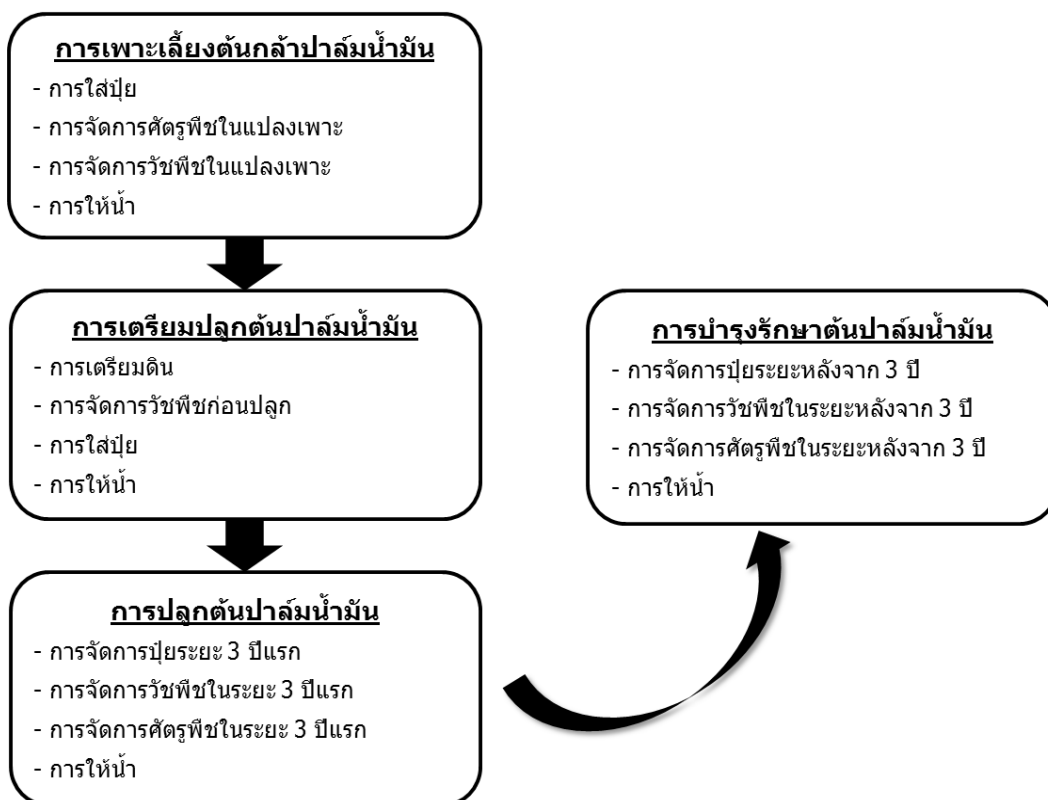 การเพาะเลี้ยงต้นกล้าปาล์มน้ำมัน
- การใส่ปุ๋ย
- การจัดการศัตรูพืชในแปลงเพาะ
- การจัดการวัชพืชในแปลงเพาะ
- การให้น้ำ
การเตรียมปลูกต้นปาล์มน้ำมัน
- การเตรียมดิน
- การจัดการวัชพืชก่อนปลูก
- การใส่ปุ๋ย
- การให้น้ำ
การปลูกต้นปาล์มน้ำมัน
- การจัดการปุ๋ยระยะ 3 ปีแรก
- การจัดการวัชพืชในระยะ 3 ปีแรก
- การจัดการศัตรูพืชในระยะ 3 ปีแรก
- การให้น้ำ
การบำรุงรักษาต้นปาล์มน้ำมัน
- การจัดการปุ๋ยระยะหลังจาก 3 ปี
- การจัดการวัชพืชในระยะหลังจาก 3 ปี
- การจัดการศัตรูพืชในระยะหลังจาก 3 ปี
- การให้น้ำ